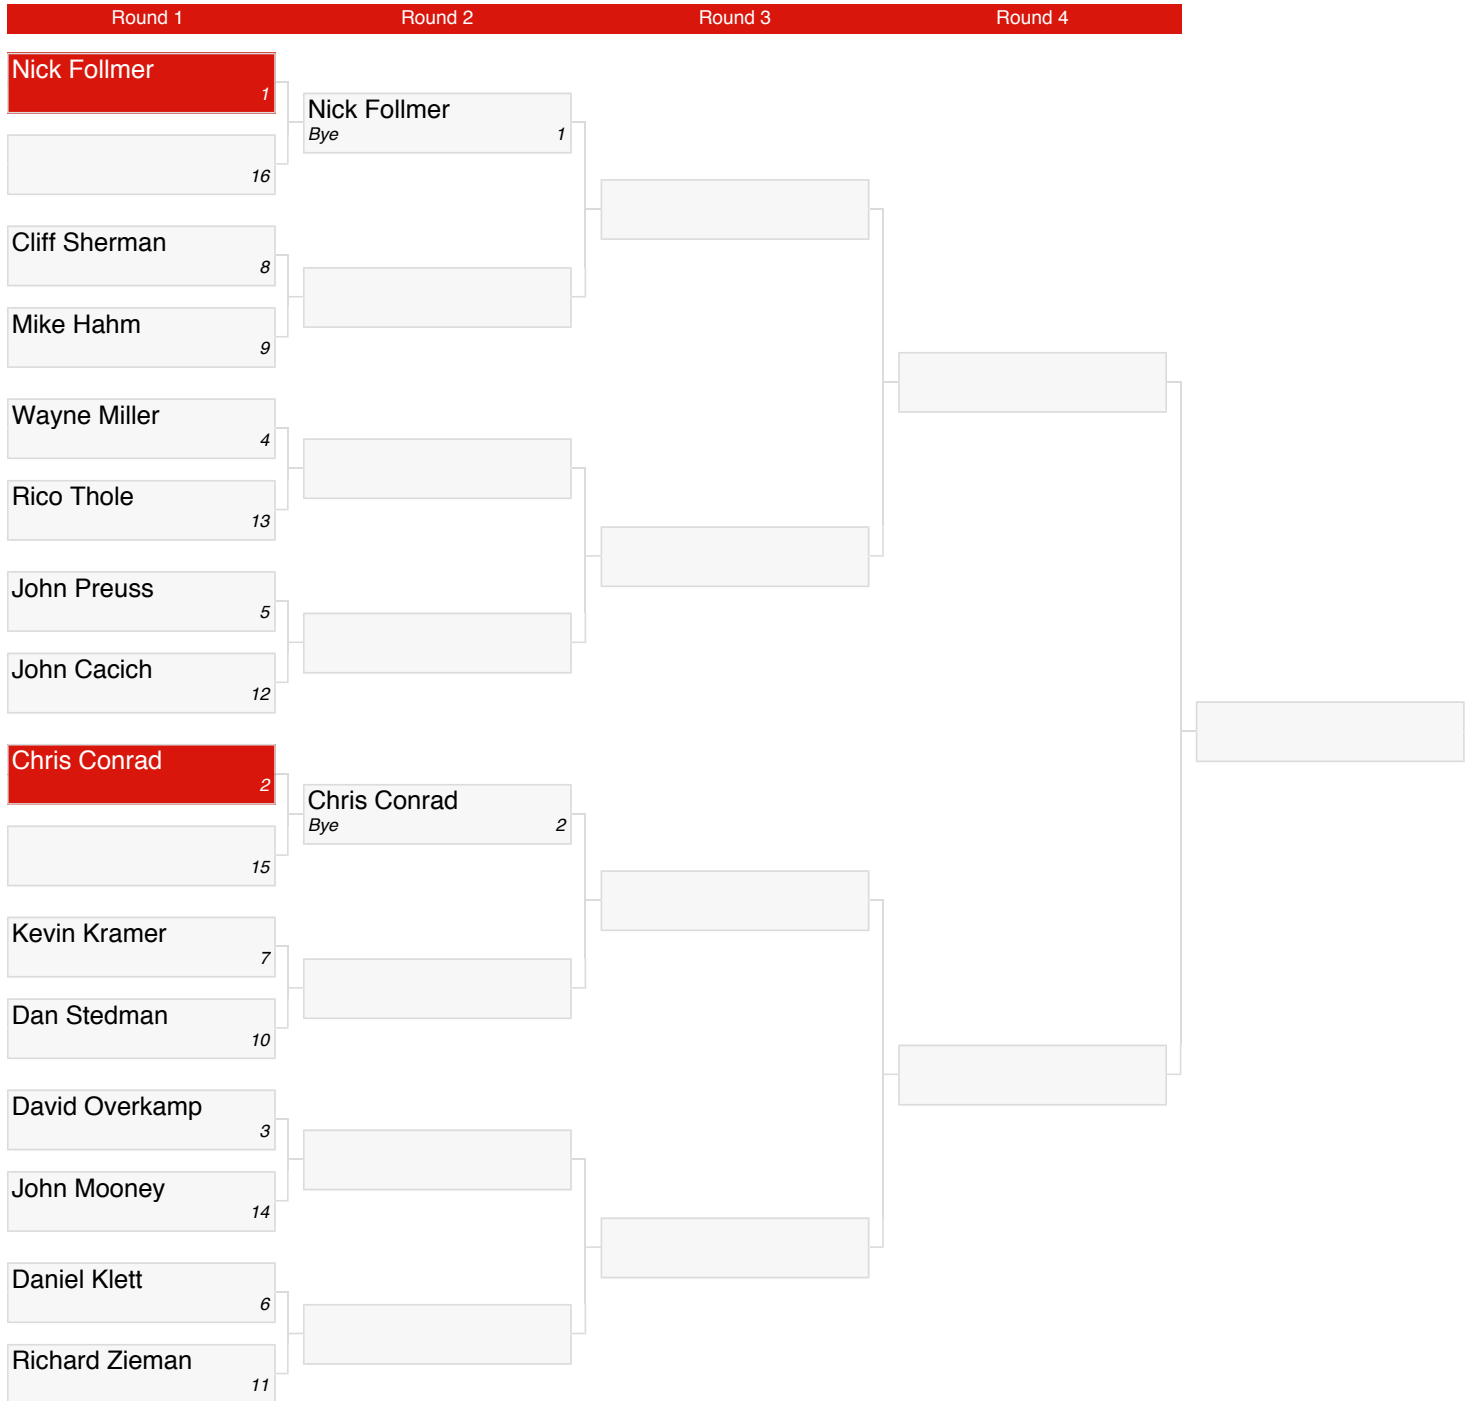 Round 1 Round 2 Round 3 Round 4
Nick Follmer
1
16
Cliff Sherman
8
Mike Hahm
9
Wayne Miller
4
Rico Thole
13
John Preuss
5
John Cacich
12
Chris Conrad
2
15
Kevin Kramer
7
Dan Stedman
10
David Overkamp
3
John Mooney
14
Daniel Klett
6
Richard Zieman
11
Nick Follmer
Bye 1
Chris Conrad
Bye 2